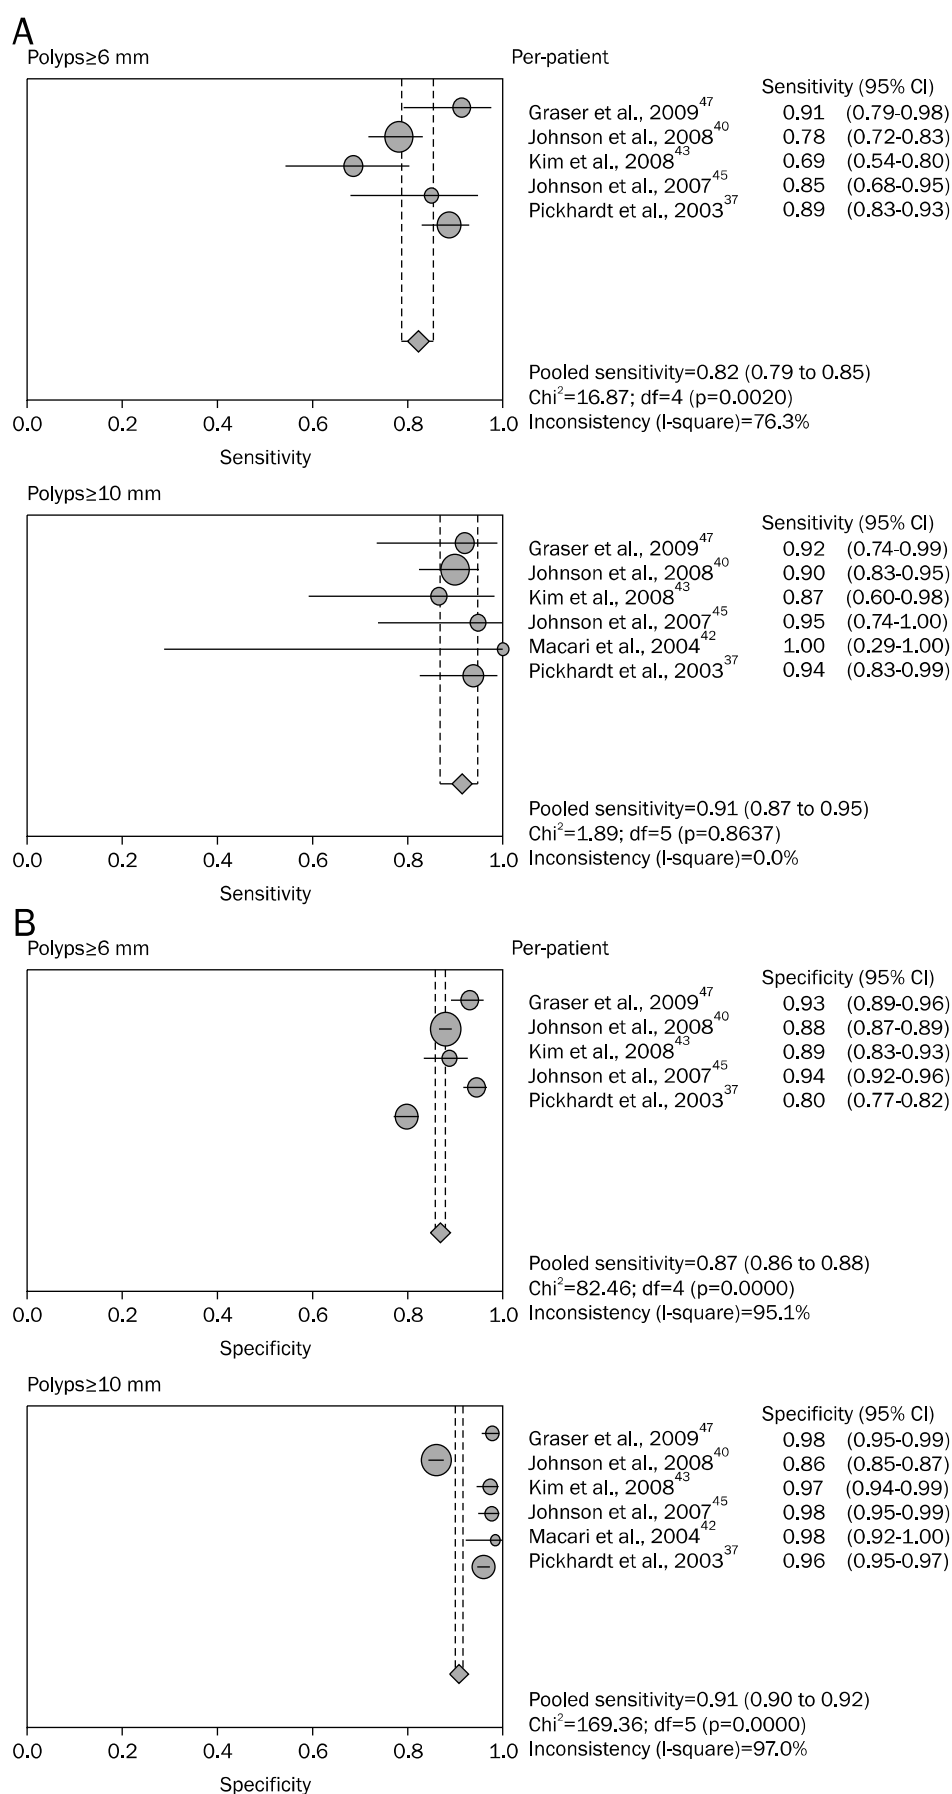 A
Polyps≥6 mm
Per-patient
Sensitivity (95% CI)
Graser et al., 2009⁴⁷ 0.91 (0.79-0.98)
Johnson et al., 2008⁴⁰ 0.78 (0.72-0.83)
Kim et al., 2008⁴³ 0.69 (0.54-0.80)
Johnson et al., 2007⁴⁵ 0.85 (0.68-0.95)
Pickhardt et al., 2003³⁷ 0.89 (0.83-0.93)
Pooled sensitivity=0.82 (0.79 to 0.85)
Chi²=16.87; df=4 (p=0.0020)
Inconsistency (I-square)=76.3%
0.0 0.2 0.4 0.6 0.8 1.0
Sensitivity
Polyps≥10 mm
Sensitivity (95% CI)
Graser et al., 2009⁴⁷ 0.92 (0.74-0.99)
Johnson et al., 2008⁴⁰ 0.90 (0.83-0.95)
Kim et al., 2008⁴³ 0.87 (0.60-0.98)
Johnson et al., 2007⁴⁵ 0.95 (0.74-1.00)
Macari et al., 2004⁴² 1.00 (0.29-1.00)
Pickhardt et al., 2003³⁷ 0.94 (0.83-0.99)
Pooled sensitivity=0.91 (0.87 to 0.95)
Chi²=1.89; df=5 (p=0.8637)
Inconsistency (I-square)=0.0%
0.0 0.2 0.4 0.6 0.8 1.0
Sensitivity
B
Polyps≥6 mm
Per-patient
Specificity (95% CI)
Graser et al., 2009⁴⁷ 0.93 (0.89-0.96)
Johnson et al., 2008⁴⁰ 0.88 (0.87-0.89)
Kim et al., 2008⁴³ 0.89 (0.83-0.93)
Johnson et al., 2007⁴⁵ 0.94 (0.92-0.96)
Pickhardt et al., 2003³⁷ 0.80 (0.77-0.82)
Pooled sensitivity=0.87 (0.86 to 0.88)
Chi²=82.46; df=4 (p=0.0000)
Inconsistency (I-square)=95.1%
0.0 0.2 0.4 0.6 0.8 1.0
Specificity
Polyps≥10 mm
Specificity (95% CI)
Graser et al., 2009⁴⁷ 0.98 (0.95-0.99)
Johnson et al., 2008⁴⁰ 0.86 (0.85-0.87)
Kim et al., 2008⁴³ 0.97 (0.94-0.99)
Johnson et al., 2007⁴⁵ 0.98 (0.95-0.99)
Macari et al., 2004⁴² 0.98 (0.92-1.00)
Pickhardt et al., 2003³⁷ 0.96 (0.95-0.97)
Pooled sensitivity=0.91 (0.90 to 0.92)
Chi²=169.36; df=5 (p=0.0000)
Inconsistency (I-square)=97.0%
0.0 0.2 0.4 0.6 0.8 1.0
Specificity